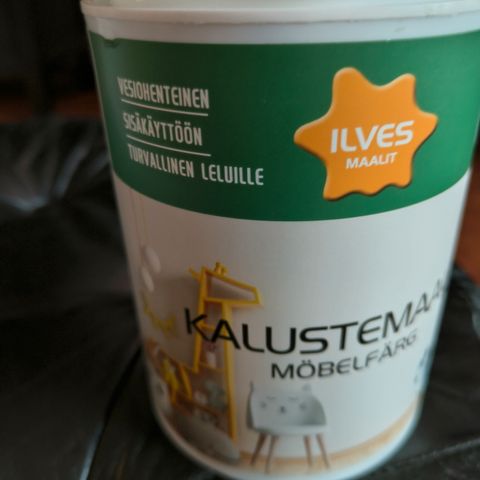 VESIOHENTEINEN
SISÄKÄYTTÖÖN
TURVALLINEN LELUILLE
ILVES
MAALIT
KALUSTEMAA
MÖBELFÄRG